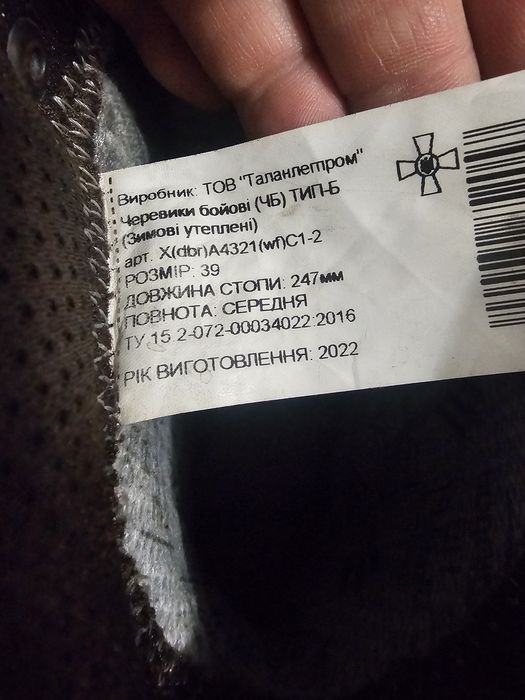 Виробник: ТОВ "Таланлегпром"
Черевики бойові (ЧБ) ТИП-Б
(Зимові утеплені)
арт. X(dbr)A4321(wf)C1-2
РОЗМІР: 39
ДОВЖИНА СТОПИ: 247мм
ПОВНОТА: СЕРЕДНЯ
ТУ 15.2-072-00034022:2016
РІК ВИГОТОВЛЕННЯ: 2022